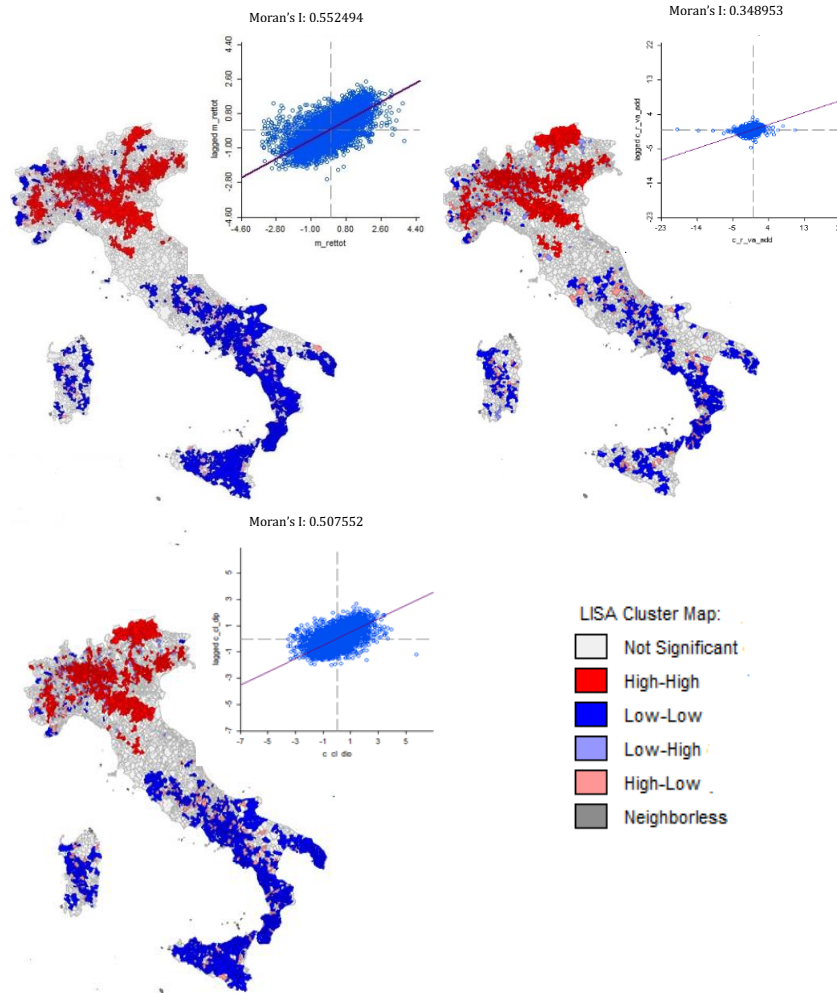 Moran's I: 0.552494
4.40
2.60
0.80
-1.00
-2.80
-4.60
lagged m_rettot
-4.60 -2.80 -1.00 0.80 2.60 4.40
m_rettot
Moran's I: 0.348953
22
13
4
-5
-14
-23
lagged c_r_va_add
-23 -14 -5 4 13
c_r_va_add
Moran's I: 0.507552
5
3
1
-1
-3
-5
-7
lagged c_cl_dip
-7 -5 -3 -1 1 3 5
c_cl_dip
LISA Cluster Map:
Not Significant
High-High
Low-Low
Low-High
High-Low
Neighborless